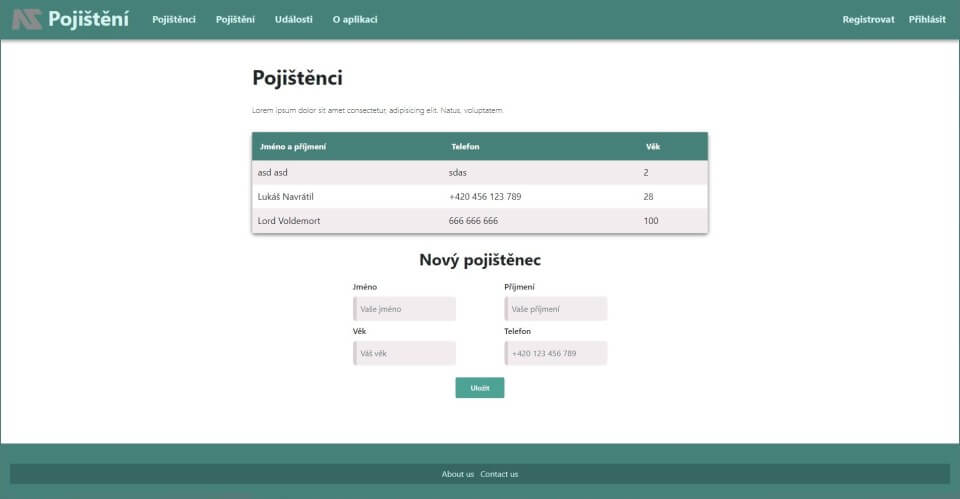 Pojištění Pojištěnci Pojištění Události O aplikaci Registrovat Přihlásit
Pojištěnci
Lorem ipsum dolor sit amet consectetur, adipisicing elit. Natus, voluptatem.
Jméno a příjmení Telefon Věk
asd asd sdas 2
Lukáš Navrátil +420 456 123 789 28
Lord Voldemort 666 666 666 100
Nový pojištěnec
Jméno Příjmení
Vaše jméno Vaše příjmení
Věk Telefon
Váš věk +420 123 456 789
Uložit
About us Contact us